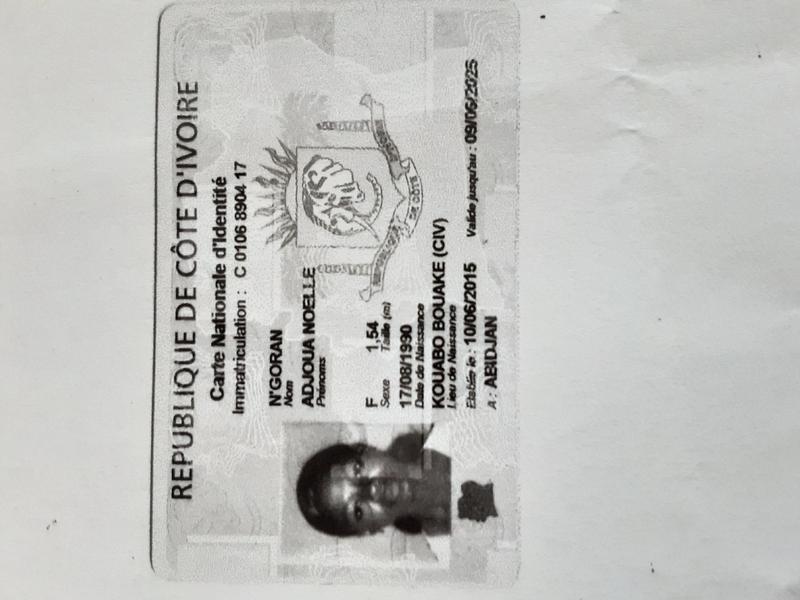 REPUBLIQUE DE CÔTE D'IVOIRE
Carte Nationale d'Identité
Immatriculation : C 0106 8904 17
N'GORAN
Nom
ADJOUA NOELLE
Prénoms
F 1,54
Sexe Taille (m)
17/08/1990
Date de Naissance
KOUABO BOUAKE (CIV)
Lieu de Naissance
Etablie le : 10/06/2015 Valide jusqu'au : 09/06/2025
A : ABIDJAN